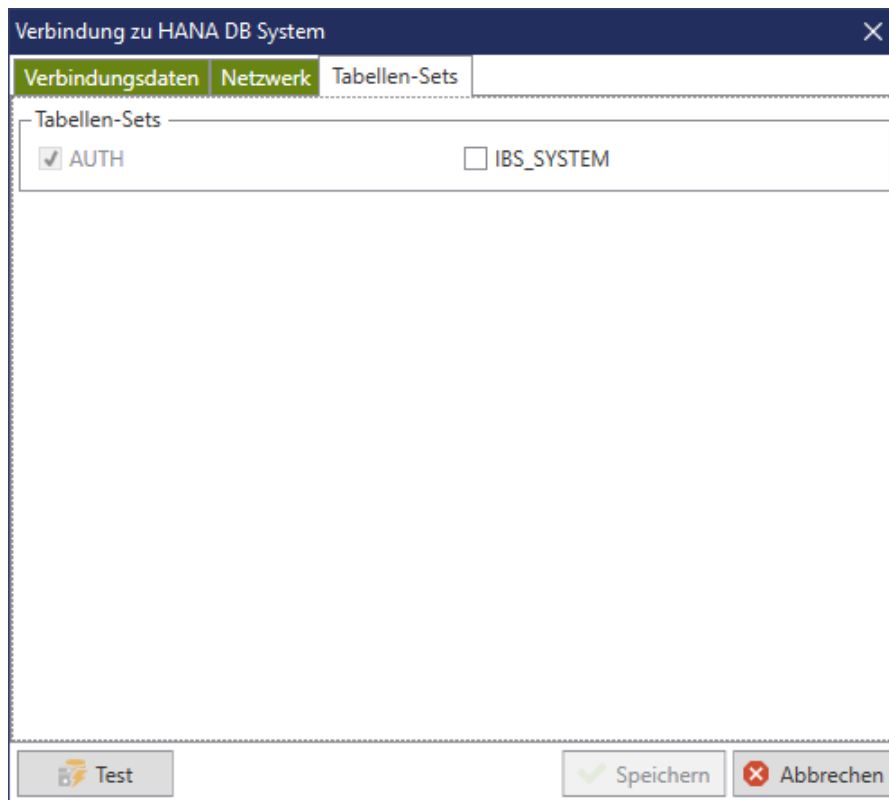 Verbindung zu HANA DB System
Verbindungsdaten Netzwerk Tabellen-Sets
Tabellen-Sets
AUTH IBS_SYSTEM
Test Speichern Abbrechen